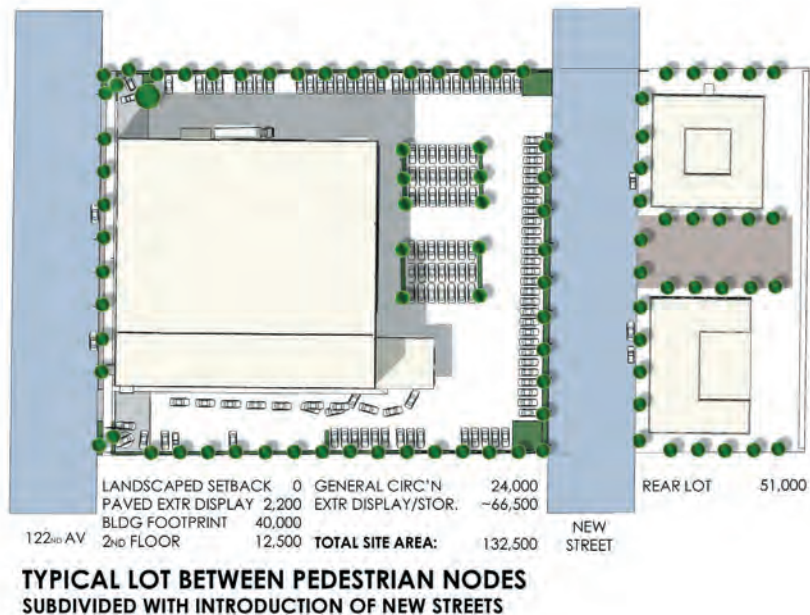 LANDSCAPED SETBACK 0 GENERAL CIRC'N 24,000 REAR LOT 51,000
PAVED EXTR DISPLAY 2,200 EXTR DISPLAY/STOR. ~66,500
BLDG FOOTPRINT 40,000
122ND AV 2ND FLOOR 12,500 TOTAL SITE AREA: 132,500
NEW
STREET
TYPICAL LOT BETWEEN PEDESTRIAN NODES
SUBDIVIDED WITH INTRODUCTION OF NEW STREETS